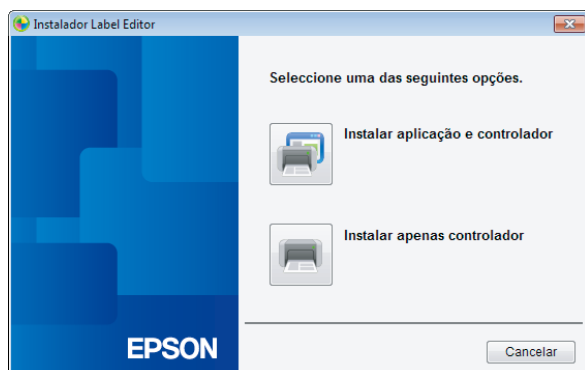 Instalador Label Editor
Seleccione uma das seguintes opções.
Instalar aplicação e controlador
Instalar apenas controlador
EPSON
Cancelar